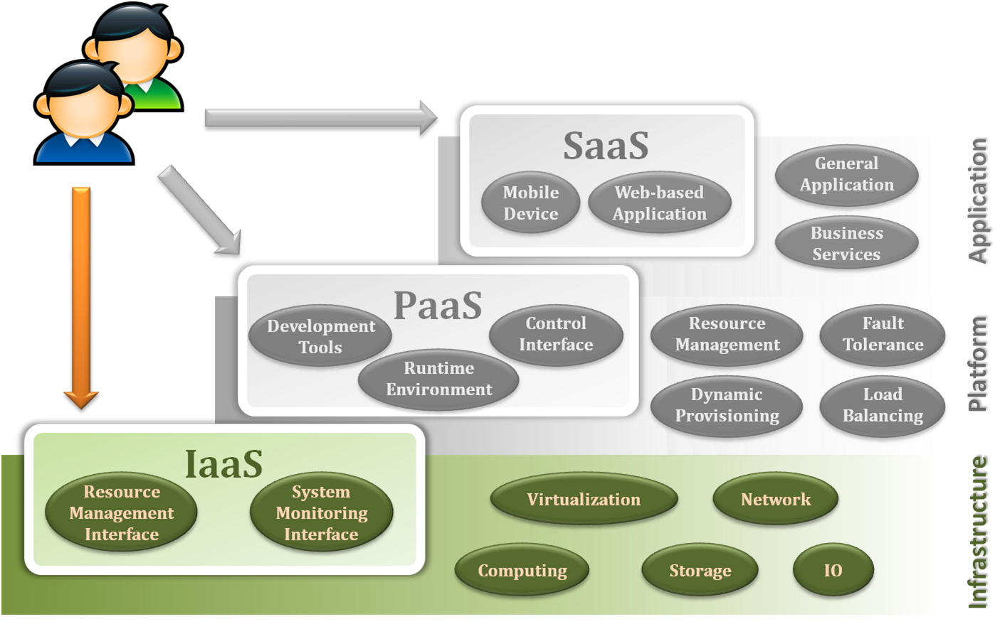 SaaS
Mobile
Device
Web-based
Application
General
Application
Business
Services
Application
PaaS
Development
Tools
Runtime
Environment
Control
Interface
Resource
Management
Fault
Tolerance
Dynamic
Provisioning
Load
Balancing
Platform
IaaS
Resource
Management
Interface
System
Monitoring
Interface
Virtualization
Network
Computing
Storage
IO
Infrastructure